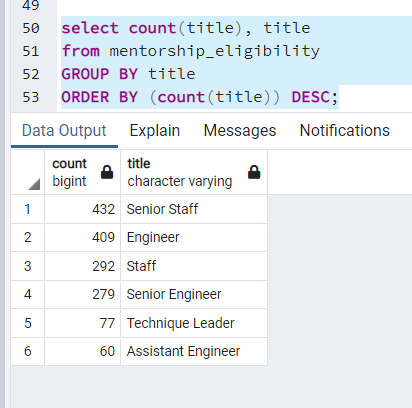 49
50 select count(title), title
51 from mentorship_eligibility
52 GROUP BY title
53 ORDER BY (count(title)) DESC;
Data Output Explain Messages Notifications
count title
bigint character varying
1 432 Senior Staff
2 409 Engineer
3 292 Staff
4 279 Senior Engineer
5 77 Technique Leader
6 60 Assistant Engineer